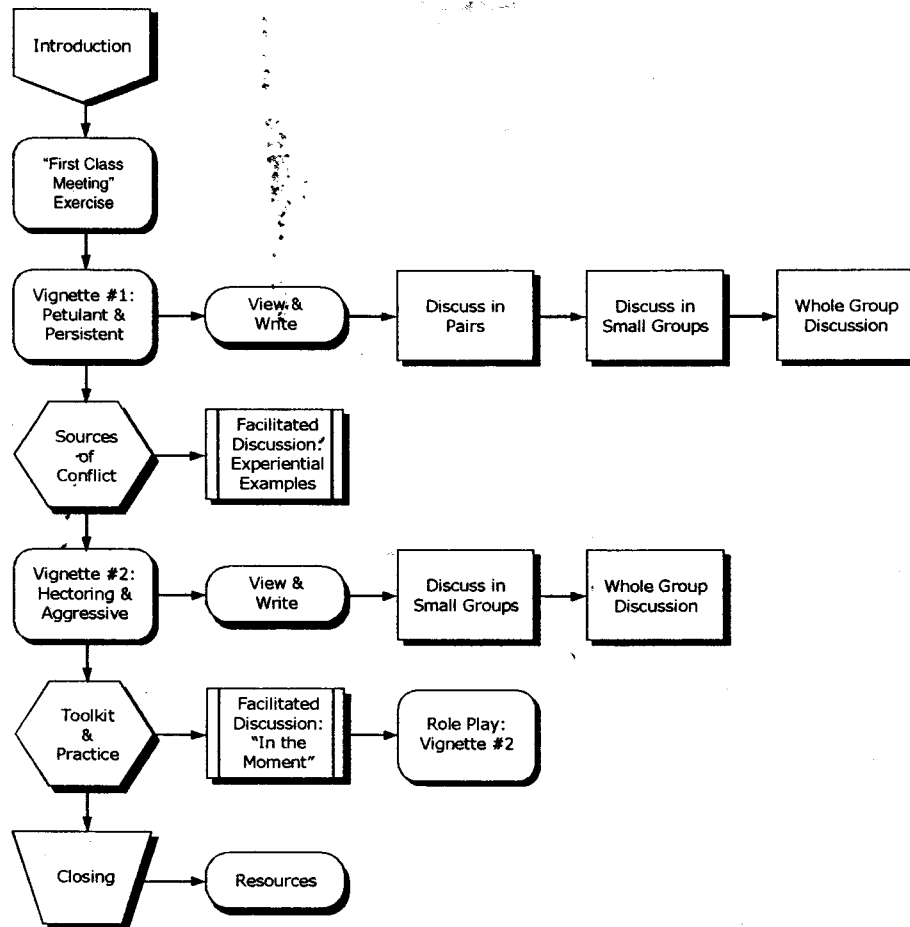 Introduction
"First Class
Meeting"
Exercise
Vignette #1:
Petulant &
Persistent
View &
Write
Discuss in
Pairs
Discuss in
Small Groups
Whole Group
Discussion
Sources
of
Conflict
Facilitated
Discussion:
Experiential
Examples
Vignette #2:
Hectoring &
Aggressive
View &
Write
Discuss in
Small Groups
Whole Group
Discussion
Toolkit
&
Practice
Facilitated
Discussion:
"In the
Moment"
Role Play:
Vignette #2
Closing
Resources